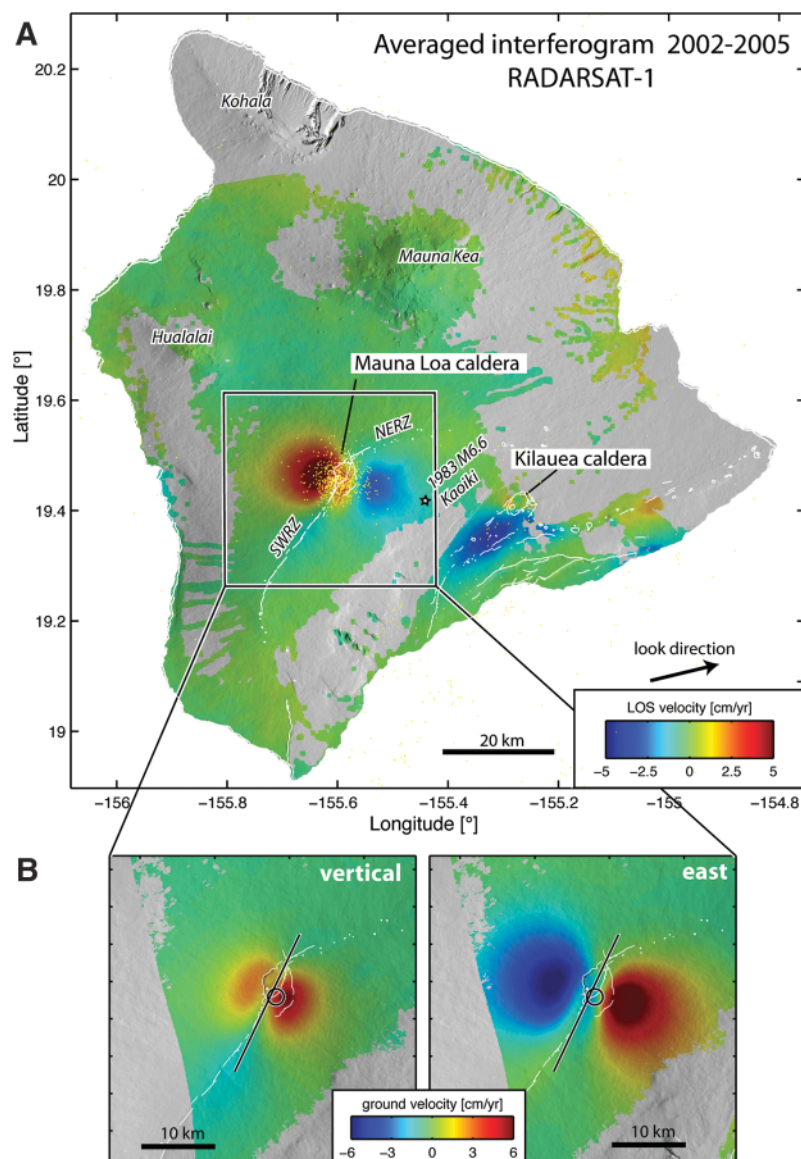 A
Averaged interferogram 2002-2005
RADARSAT-1
Kohala
Mauna Kea
Hualalai
Mauna Loa caldera
NERZ
1983 M6.6
Kaoiki
Kilauea caldera
SWRZ
look direction
LOS velocity [cm/yr]
−5 −2.5 0 2.5 5
20 km
Latitude [°]
20.2
20
19.8
19.6
19.4
19.2
19
−156 −155.8 −155.6 −155.4 −155.2 −155 −154.8
Longitude [°]
B
vertical
east
ground velocity [cm/yr]
−6 −3 0 3 6
10 km
10 km